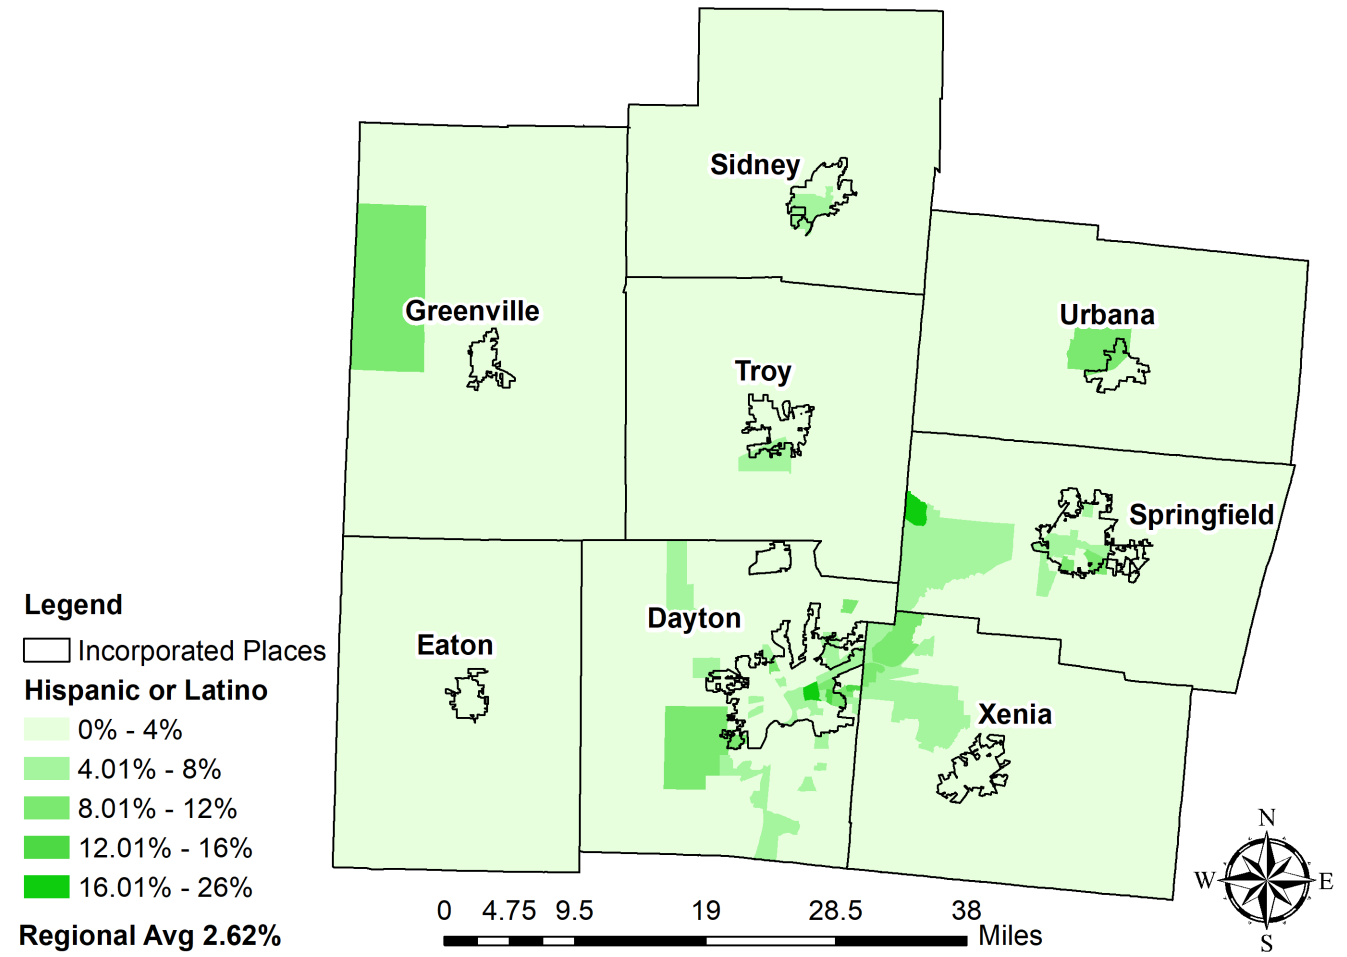 Sidney
Greenville
Urbana
Troy
Springfield
Dayton
Eaton
Xenia
Legend
Incorporated Places
Hispanic or Latino
0% - 4%
4.01% - 8%
8.01% - 12%
12.01% - 16%
16.01% - 26%
Regional Avg 2.62%
0 4.75 9.5 19 28.5 38
Miles
N
W E
S